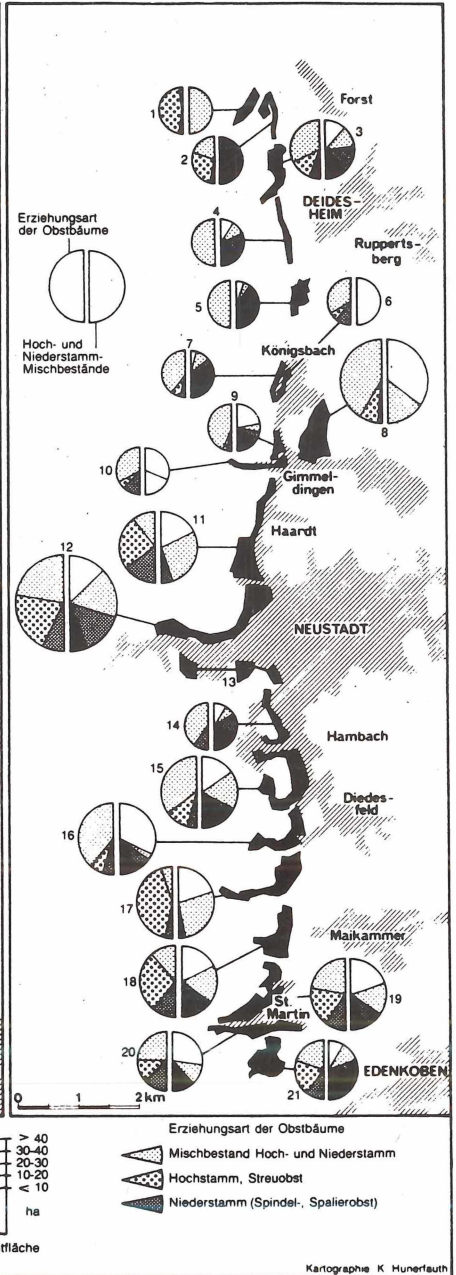 Forst
1
3
2
DEIDES-
HEIM
4
Erziehungsart
der Obstbäume
Ruppertsberg
5
6
Hoch- und
Niederstamm-
Mischbestände
7
Königsbach
9
8
10
Gimmel-
dingen
11
Haardt
12
NEUSTADT
13
14
Hambach
15
Diedes-
feld
16
17
Maikammer
18
St.
Martin
19
20
EDENKOBEN
21
0 1 2 km
Erziehungsart der Obstbäume
> 40
30-40
20-30
10-20
< 10
ha
Mischbestand Hoch- und Niederstamm
Hochstamm, Streuobst
Niederstamm (Spindel-, Spalierobst)
tfläche
Kartographie K Hünerfauth